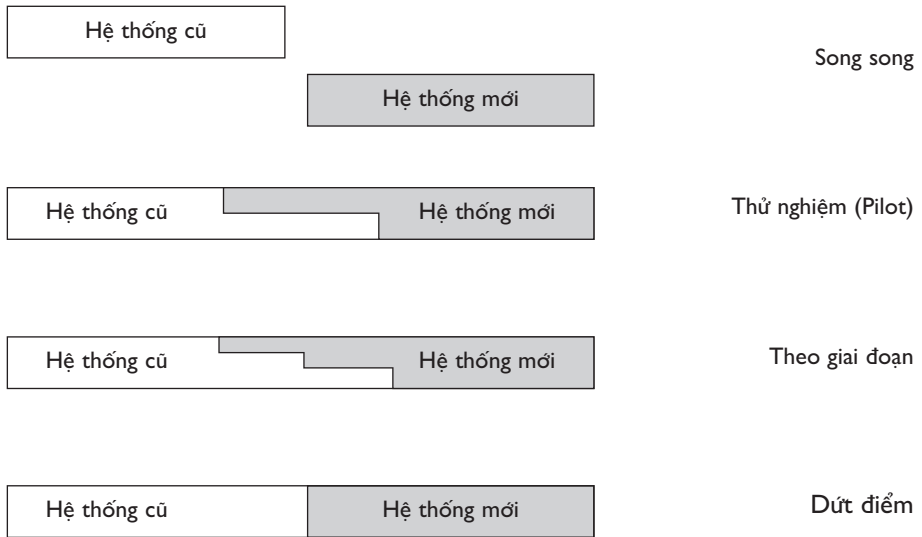 Hệ thống cũ
Song song
Hệ thống mới
Hệ thống cũ
Hệ thống mới
Thử nghiệm (Pilot)
Hệ thống cũ
Hệ thống mới
Theo giai đoạn
Hệ thống cũ
Hệ thống mới
Dứt điểm